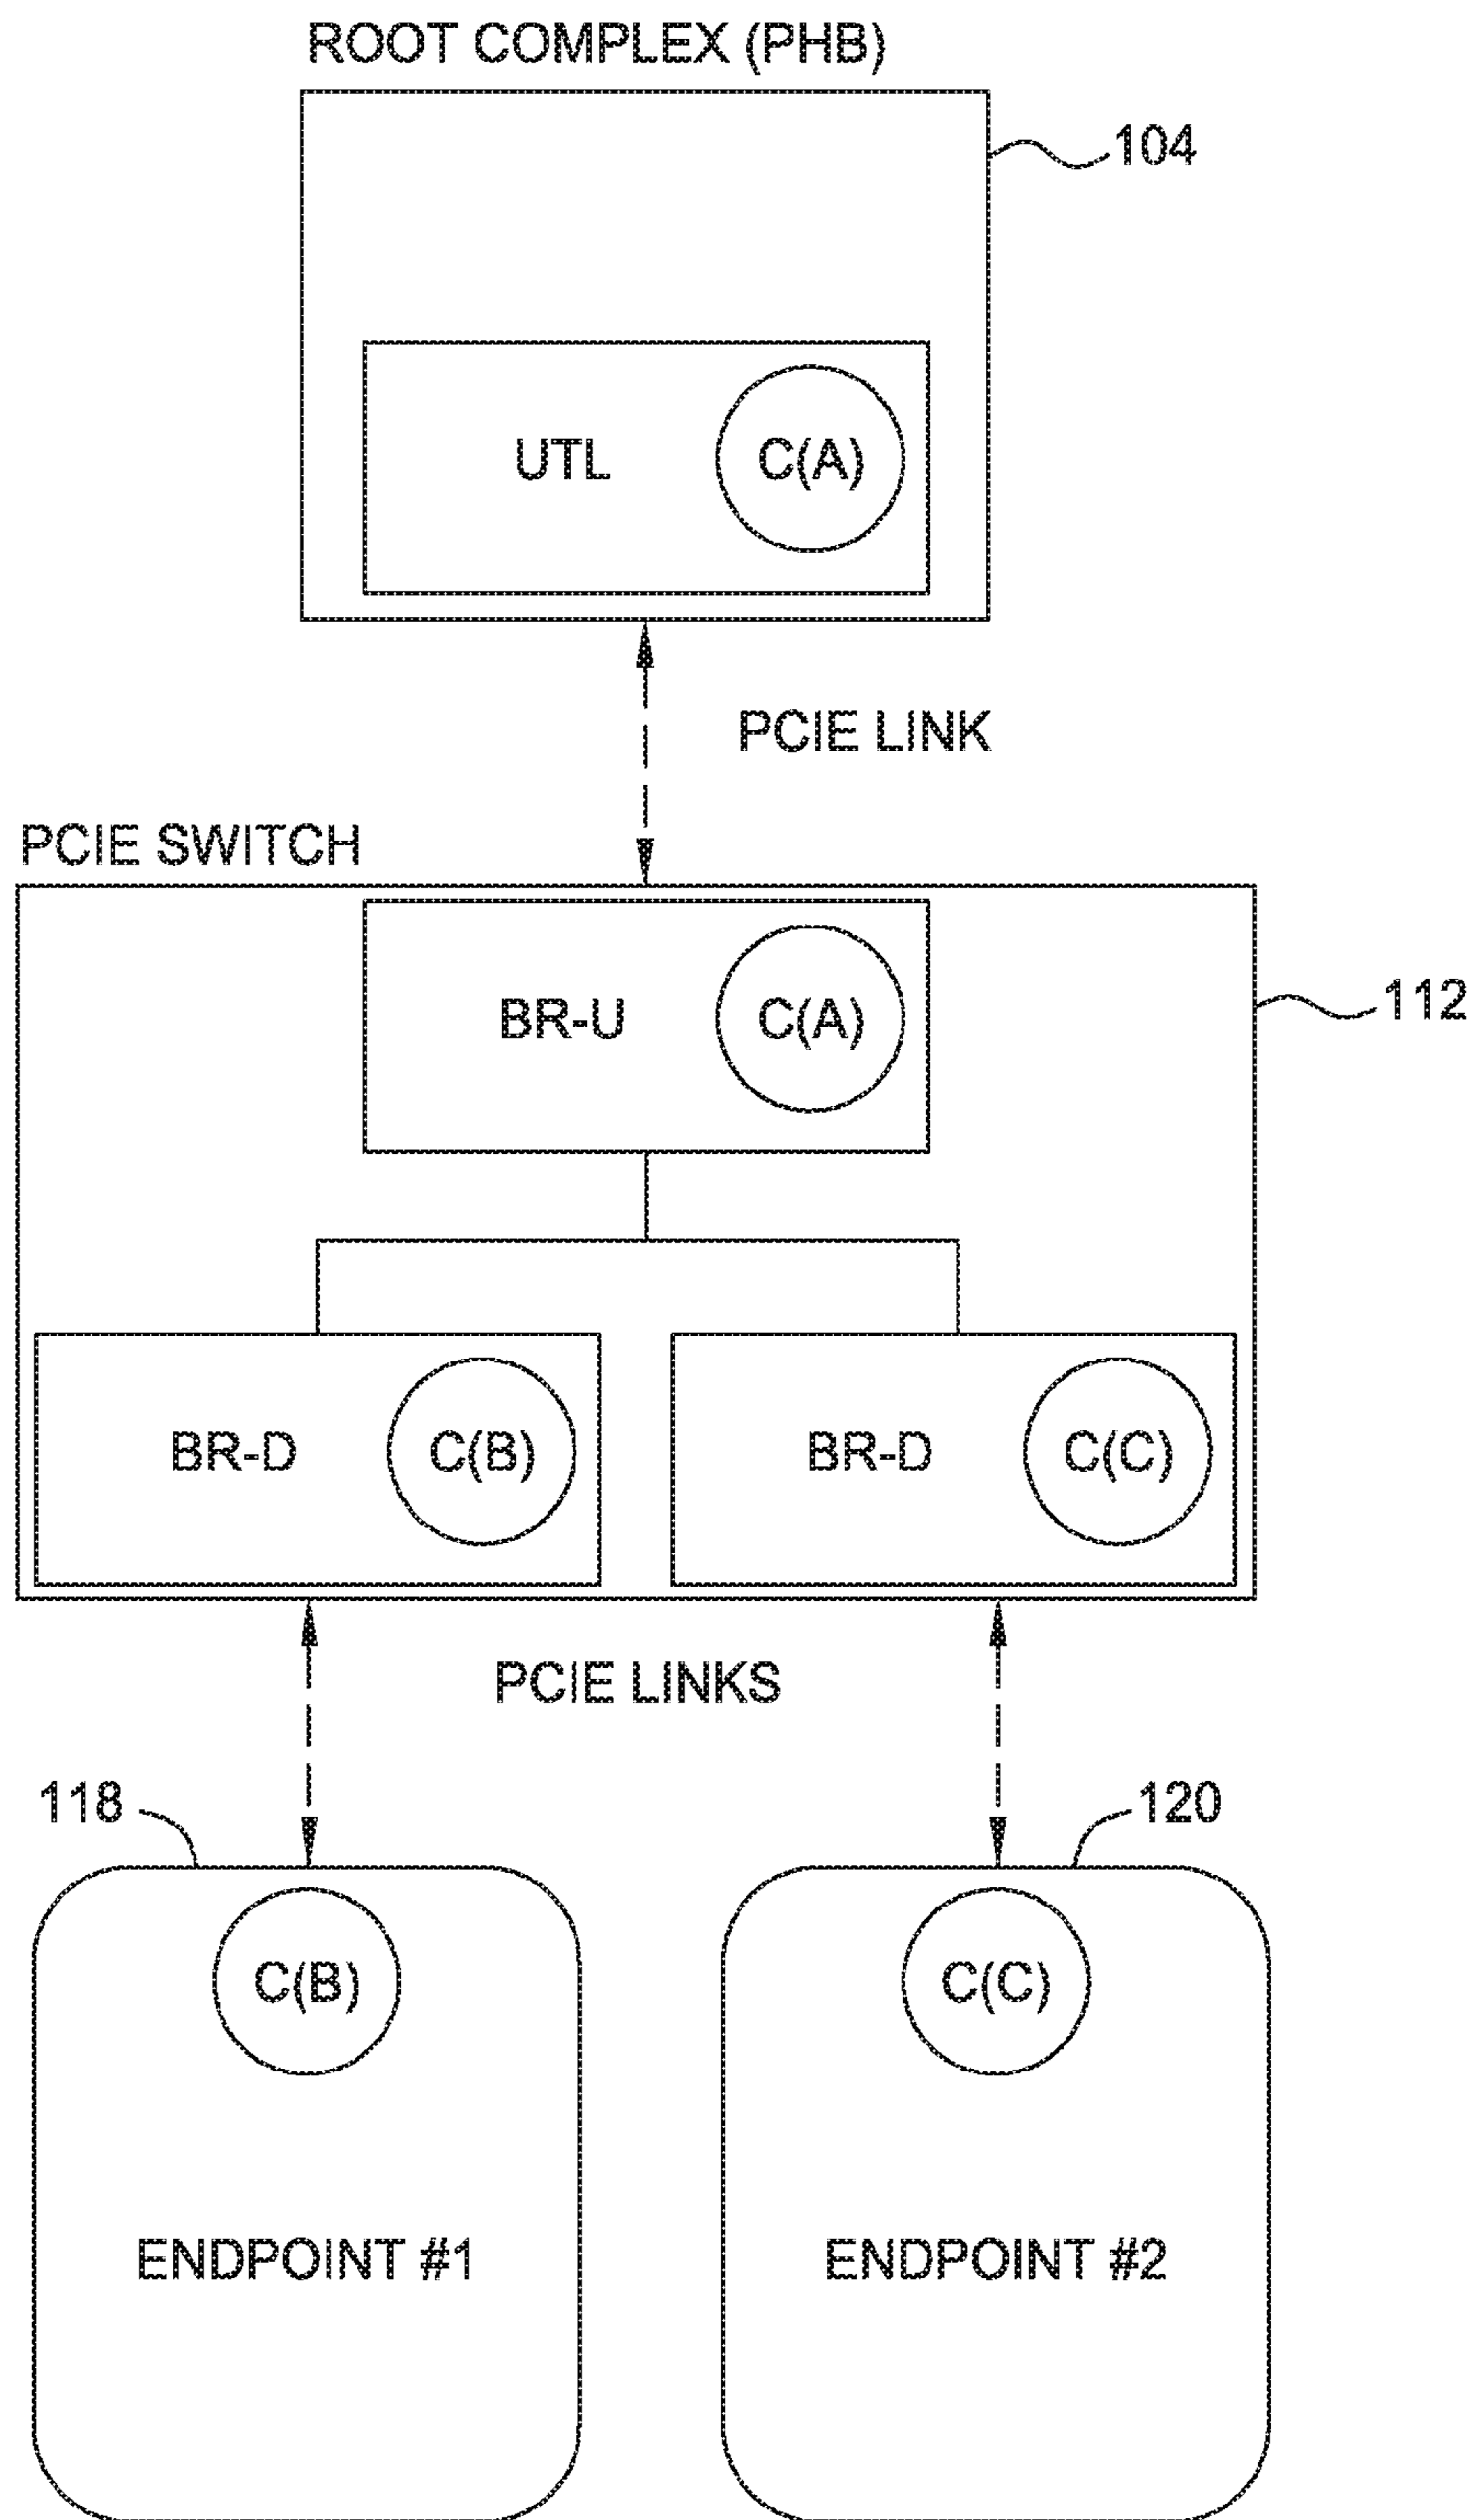 ROOT COMPLEX (PHB)
104
UTL
C(A)
PCIE LINK
PCIE SWITCH
BR-U
C(A)
112
BR-D
C(B)
BR-D
C(C)
PCIE LINKS
118
120
C(B)
C(C)
ENDPOINT #1
ENDPOINT #2